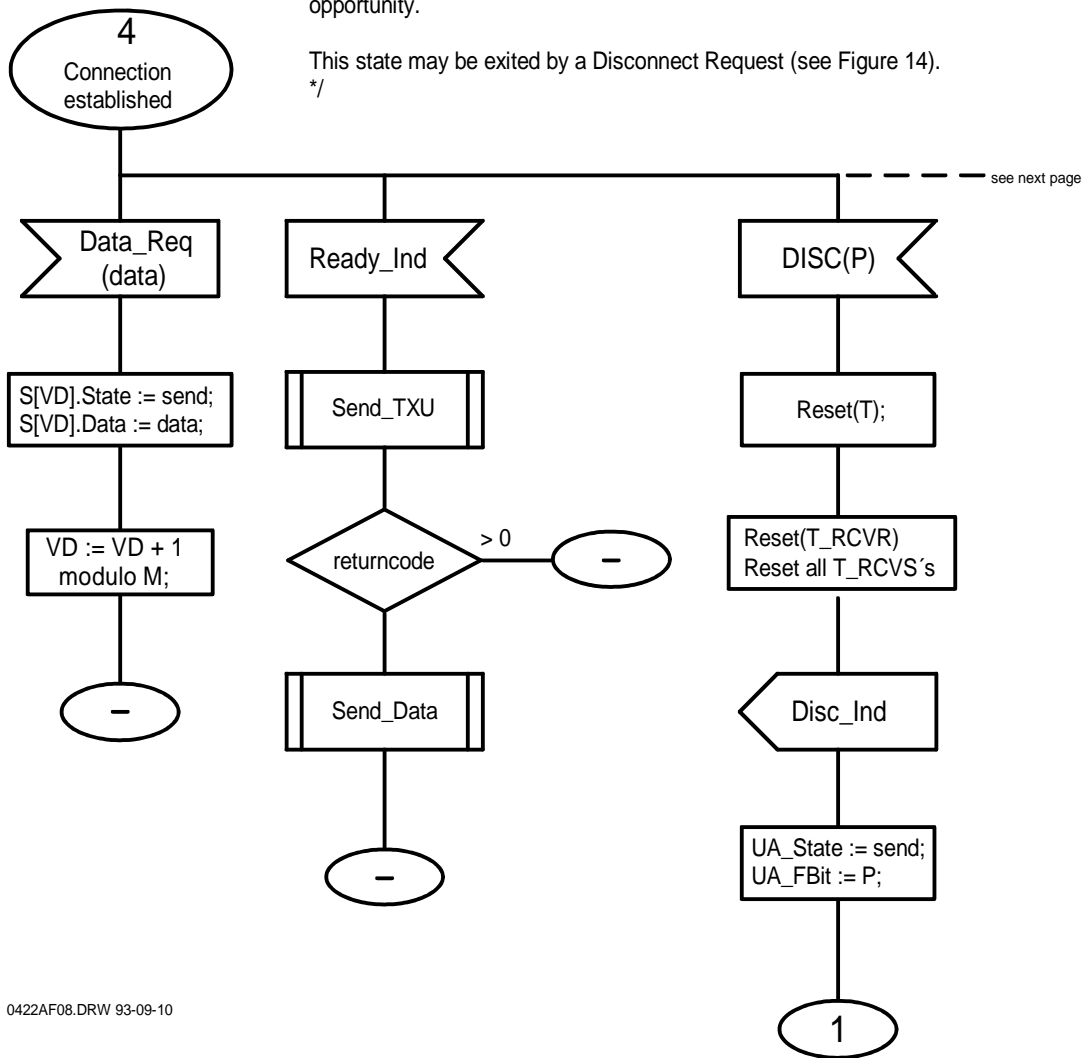 opportunity.
This state may be exited by a Disconnect Request (see Figure 14).
*/
4
Connection
established
see next page
Data_Req
(data)
Ready_Ind
DISC(P)
S[VD].State := send;
S[VD].Data := data;
Send_TXU
Reset(T);
VD := VD + 1
modulo M;
returncode
> 0
–
Reset(T_RCVR)
Reset all T_RCVS´s
–
Send_Data
Disc_Ind
–
UA_State := send;
UA_FBit := P;
0422AF08.DRW 93-09-10
1